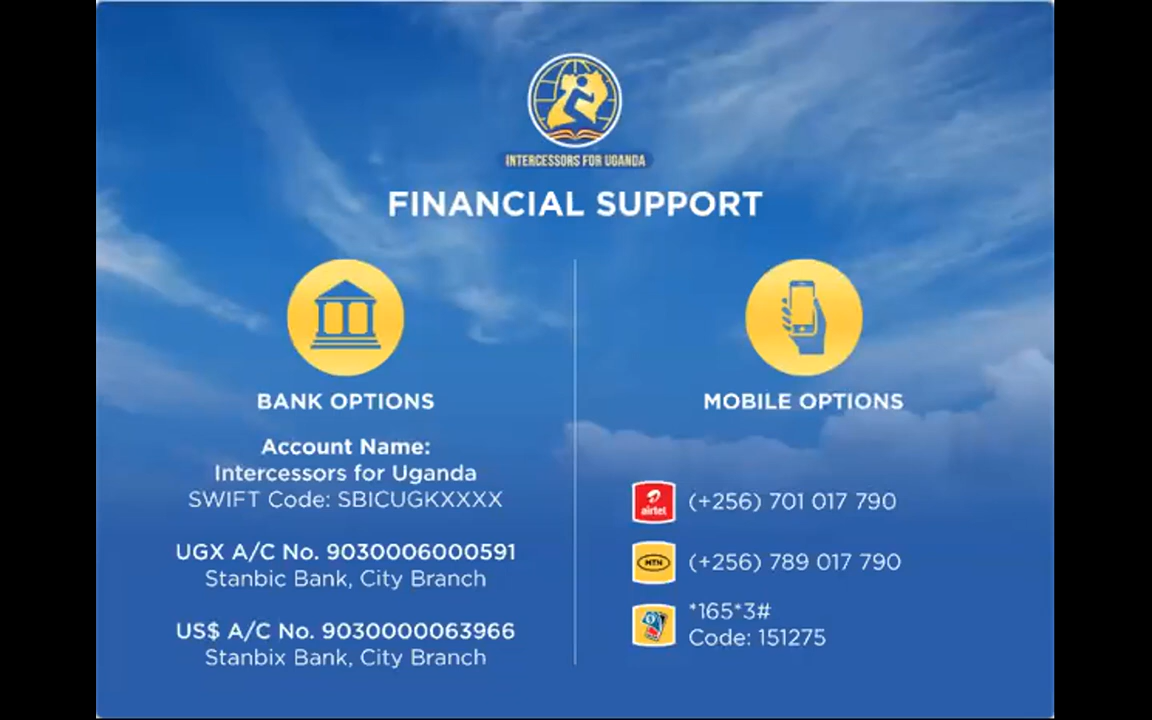 INTERCESSORS FOR UGANDA
FINANCIAL SUPPORT
BANK OPTIONS
Account Name:
Intercessors for Uganda
SWIFT Code: SBICUGKXXXX
UGX A/C No. 9030006000591
Stanbic Bank, City Branch
US$ A/C No. 9030000063966
Stanbix Bank, City Branch
MOBILE OPTIONS
airtel
(+256) 701 017 790
MTN
(+256) 789 017 790
*165*3#
Code: 151275